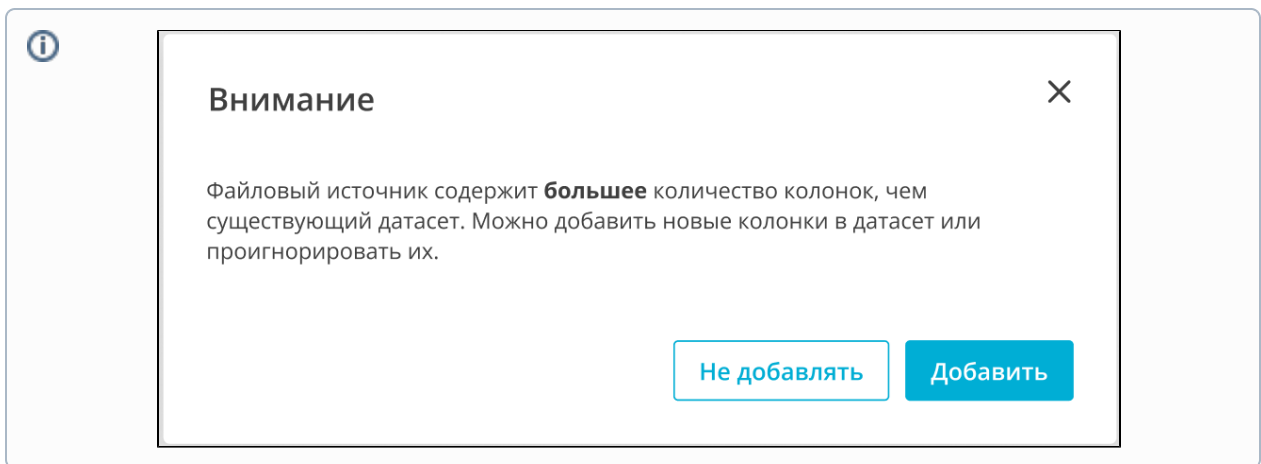 Внимание
Файловый источник содержит большее количество колонок, чем
существующий датасет. Можно добавить новые колонки в датасет или
проигнорировать их.
Не добавлять
Добавить